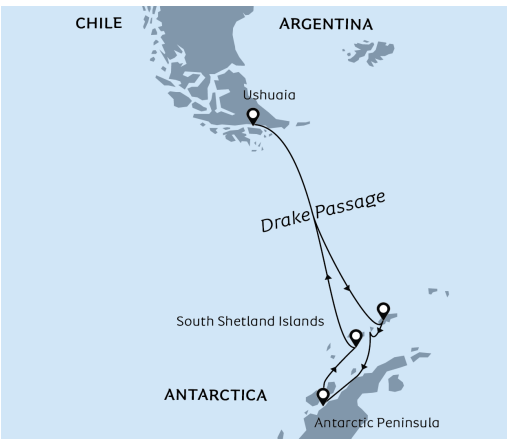 CHILE
ARGENTINA
Ushuaia
Drake Passage
South Shetland Islands
ANTARCTICA
Antarctic Peninsula